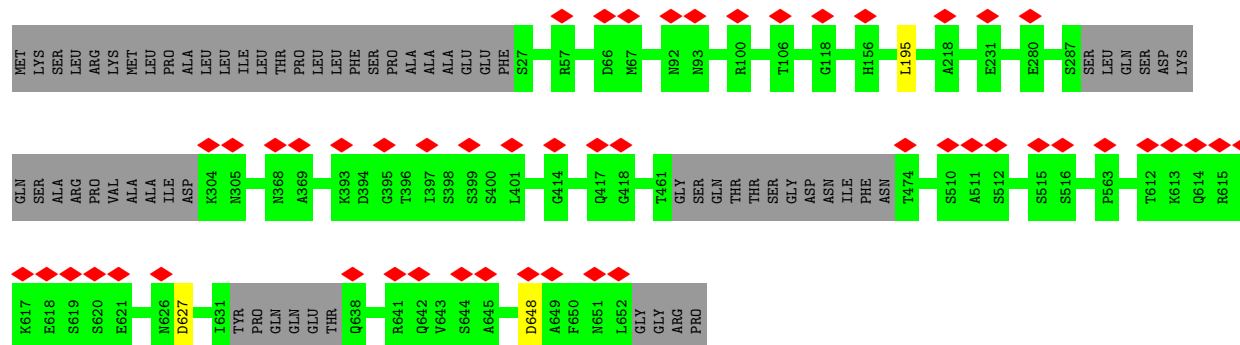 MET LYS SER LEU ARG LYS MET LEU PRO ALA LEU LEU ILE LEU THR PRO LEU LEU PHE SER PRO ALA ALA ALA GLU GLU PHE S27 R57 D66 M67 N92 N93 R100 T106 G118 H156 L195 A218 E231 E280 S287 SER LEU GLN SER ASP LYS
GLN SER ALA ARG PRO VAL ALA ALA ILE ASP K304 N305 N368 A369 K393 D394 G395 T396 I397 S398 S399 S400 L401 G414 Q417 G418 T461 GLY SER GLN THR THR SER GLY ASP ASN ILE PHE ASN T474 S510 A511 S512 S515 S516 P563 T612 K613 Q614 R615
K617 E618 S619 S620 E621 N626 D627 I631 TYR PRO GLN GLN GLU THR Q638 R641 Q642 V643 S644 A645 D648 A649 F650 N651 L652 GLY GLY ARG PRO